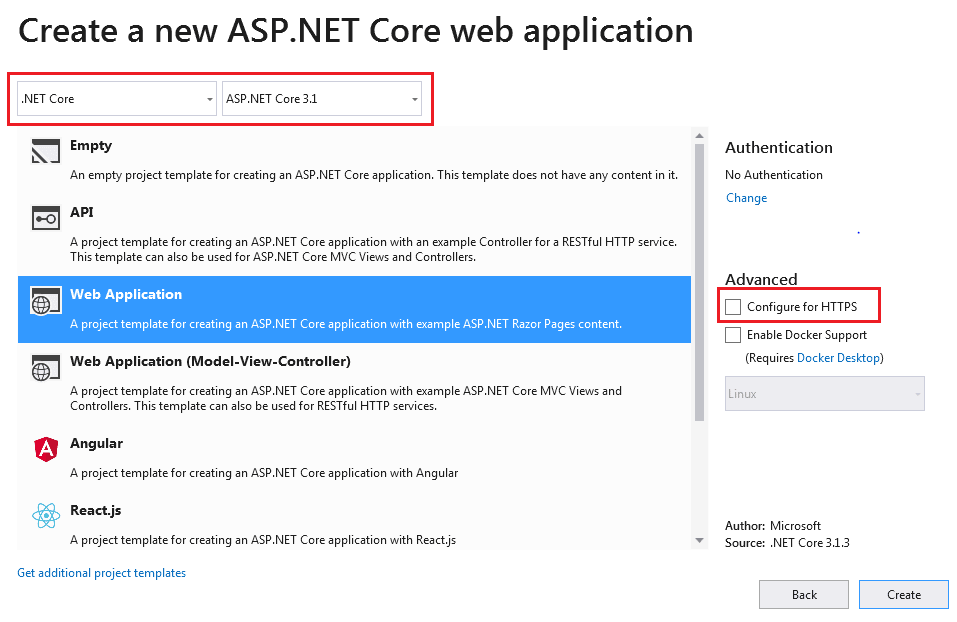 Create a new ASP.NET Core web application
.NET Core
ASP.NET Core 3.1
Empty
An empty project template for creating an ASP.NET Core application. This template does not have any content in it.
API
A project template for creating an ASP.NET Core application with an example Controller for a RESTful HTTP service.
This template can also be used for ASP.NET Core MVC Views and Controllers.
Web Application
A project template for creating an ASP.NET Core application with example ASP.NET Razor Pages content.
Web Application (Model-View-Controller)
A project template for creating an ASP.NET Core application with example ASP.NET Core MVC Views and
Controllers. This template can also be used for RESTful HTTP services.
Angular
A project template for creating an ASP.NET Core application with Angular
React.js
A project template for creating an ASP.NET Core application with React.js
Get additional project templates
Authentication
No Authentication
Change
Advanced
Configure for HTTPS
Enable Docker Support
(Requires Docker Desktop)
Linux
Author: Microsoft
Source: .NET Core 3.1.3
Back
Create